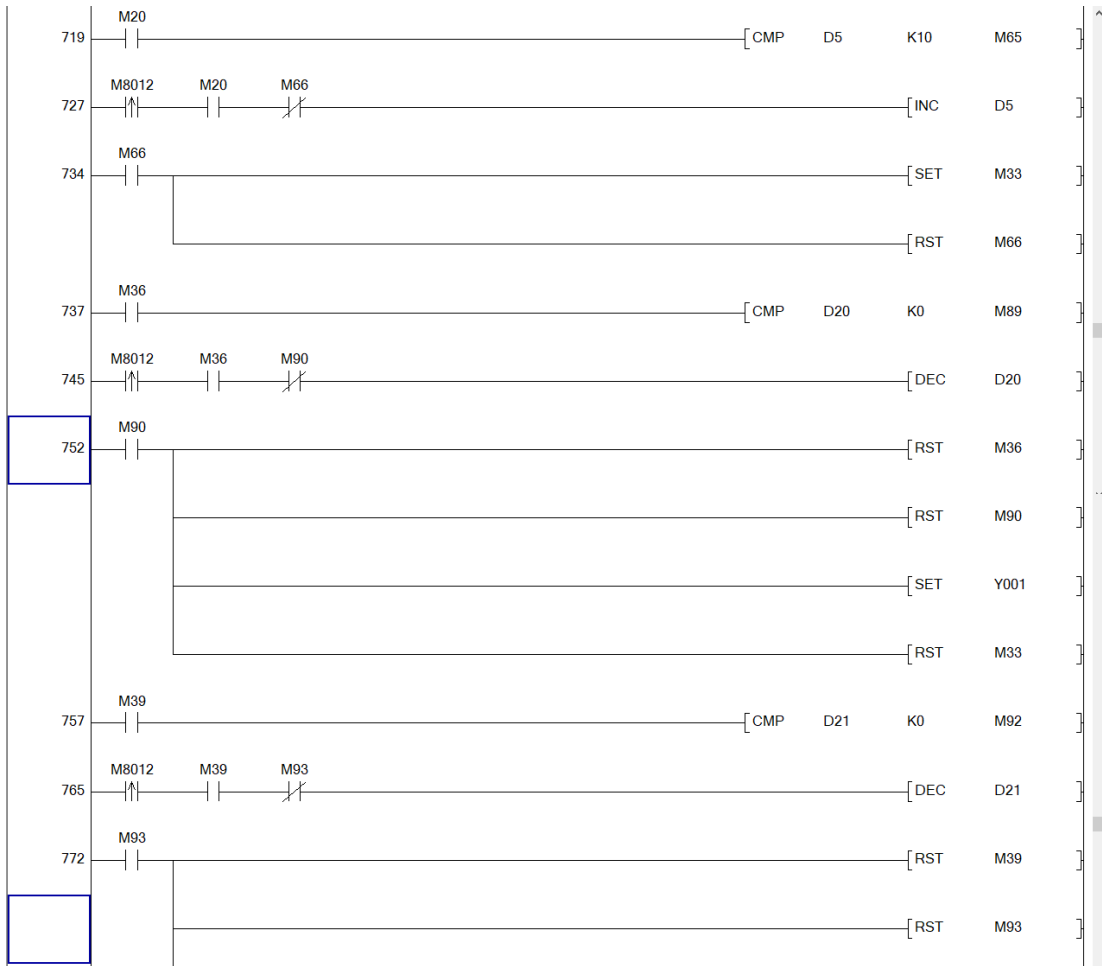 M20
719 CMP D5 K10 M65
M8012 M20 M66
727 INC D5
M66
734 SET M33
RST M66
M36
737 CMP D20 K0 M89
M8012 M36 M90
745 DEC D20
M90
752 RST M36
RST M90
SET Y001
RST M33
M39
757 CMP D21 K0 M92
M8012 M39 M93
765 DEC D21
M93
772 RST M39
RST M93